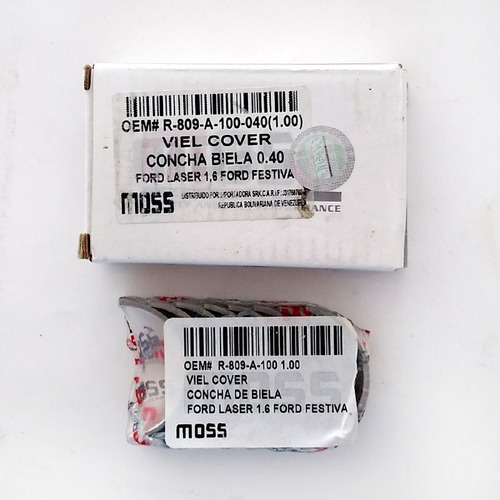 OEM# R-809-A-100-040(1.00)
VIEL COVER
CONCHA BIELA 0.40
FORD LASER 1,6 FORD FESTIVA
moss
DISTRIBUIDO POR
REPUBLICA BOLIVARIANA DE VENEZUELA
OEM# R-809-A-100 1.00
VIEL COVER
CONCHA DE BIELA
FORD LASER 1.6 FORD FESTIVA
moss